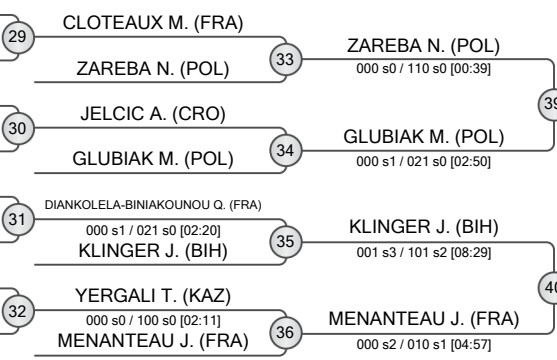 29
CLOTEAUX M. (FRA)
ZAREBA N. (POL)
33
ZAREBA N. (POL)
000 s0 / 110 s0 [00:39]
30
JELCIC A. (CRO)
GLUBIAK M. (POL)
34
GLUBIAK M. (POL)
000 s1 / 021 s0 [02:50]
39
31
DIANKOLELA-BINIAKOUNOU Q. (FRA)
000 s1 / 021 s0 [02:20]
KLINGER J. (BIH)
35
KLINGER J. (BIH)
001 s3 / 101 s2 [08:29]
32
YERGALI T. (KAZ)
000 s0 / 100 s0 [02:11]
MENANTEAU J. (FRA)
36
MENANTEAU J. (FRA)
000 s2 / 010 s1 [04:57]
40